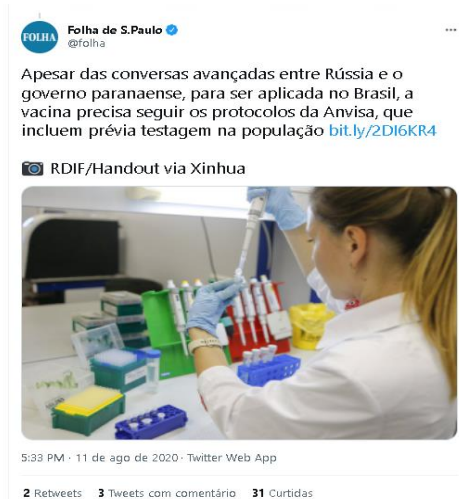 FOLHA
Folha de S.Paulo
@folha
Apesar das conversas avançadas entre Rússia e o
governo paranaense, para ser aplicada no Brasil, a
vacina precisa seguir os protocolos da Anvisa, que
incluem prévia testagem na população bit.ly/2DI6KR4
RDIF/Handout via Xinhua
5:33 PM · 11 de ago de 2020 · Twitter Web App
2 Retweets 3 Tweets com comentário 31 Curtidas